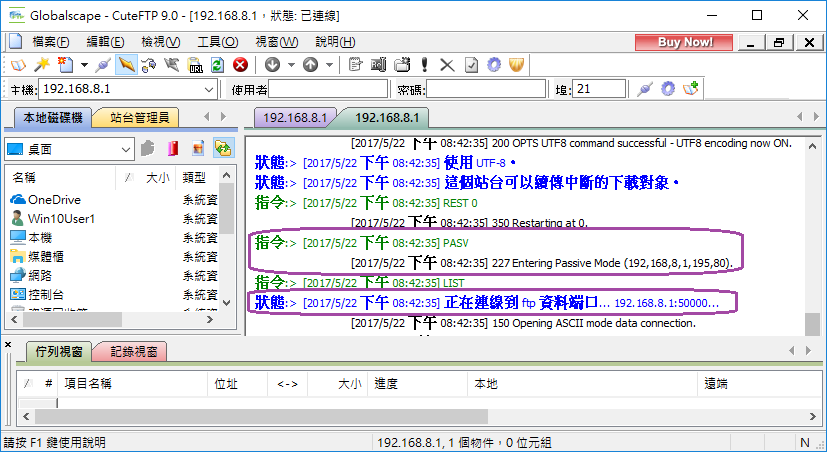 Globalscape - CuteFTP 9.0 - [192.168.8.1，狀態: 已連線]
檔案(F) 編輯(E) 檢視(V) 工具(O) 視窗(W) 說明(H) Buy Now!
URL
主機: 192.168.8.1 使用者 密碼: 埠: 21
本地磁碟機 站台管理員 192.168.8.1 192.168.8.1
桌面
名稱 / 大小 類型
OneDrive 系統資
Win10User1 系統資
本機 系統資
媒體櫃 系統資
網路 系統資
控制台 系統資
[2017/5/22 下午 08:42:35] 200 OPTS UTF8 command successful - UTF8 encoding now ON.
狀態:> [2017/5/22 下午 08:42:35] 使用 UTF-8。
狀態:> [2017/5/22 下午 08:42:35] 這個站台可以續傳中斷的下載對象。
指令:> [2017/5/22 下午 08:42:35] REST 0
[2017/5/22 下午 08:42:35] 350 Restarting at 0.
指令:> [2017/5/22 下午 08:42:35] PASV
[2017/5/22 下午 08:42:35] 227 Entering Passive Mode (192,168,8,1,195,80).
指令:> [2017/5/22 下午 08:42:35] LIST
狀態:> [2017/5/22 下午 08:42:35] 正在連線到 ftp 資料端口... 192.168.8.1:50000...
[2017/5/22 下午 08:42:35] 150 Opening ASCII mode data connection.
佇列視窗 記錄視窗
/ # 項目名稱 位址 <-> 大小 進度 本地 遠端
請按 F1 鍵使用說明 192.168.8.1, 1 個物件，0 位元組 N